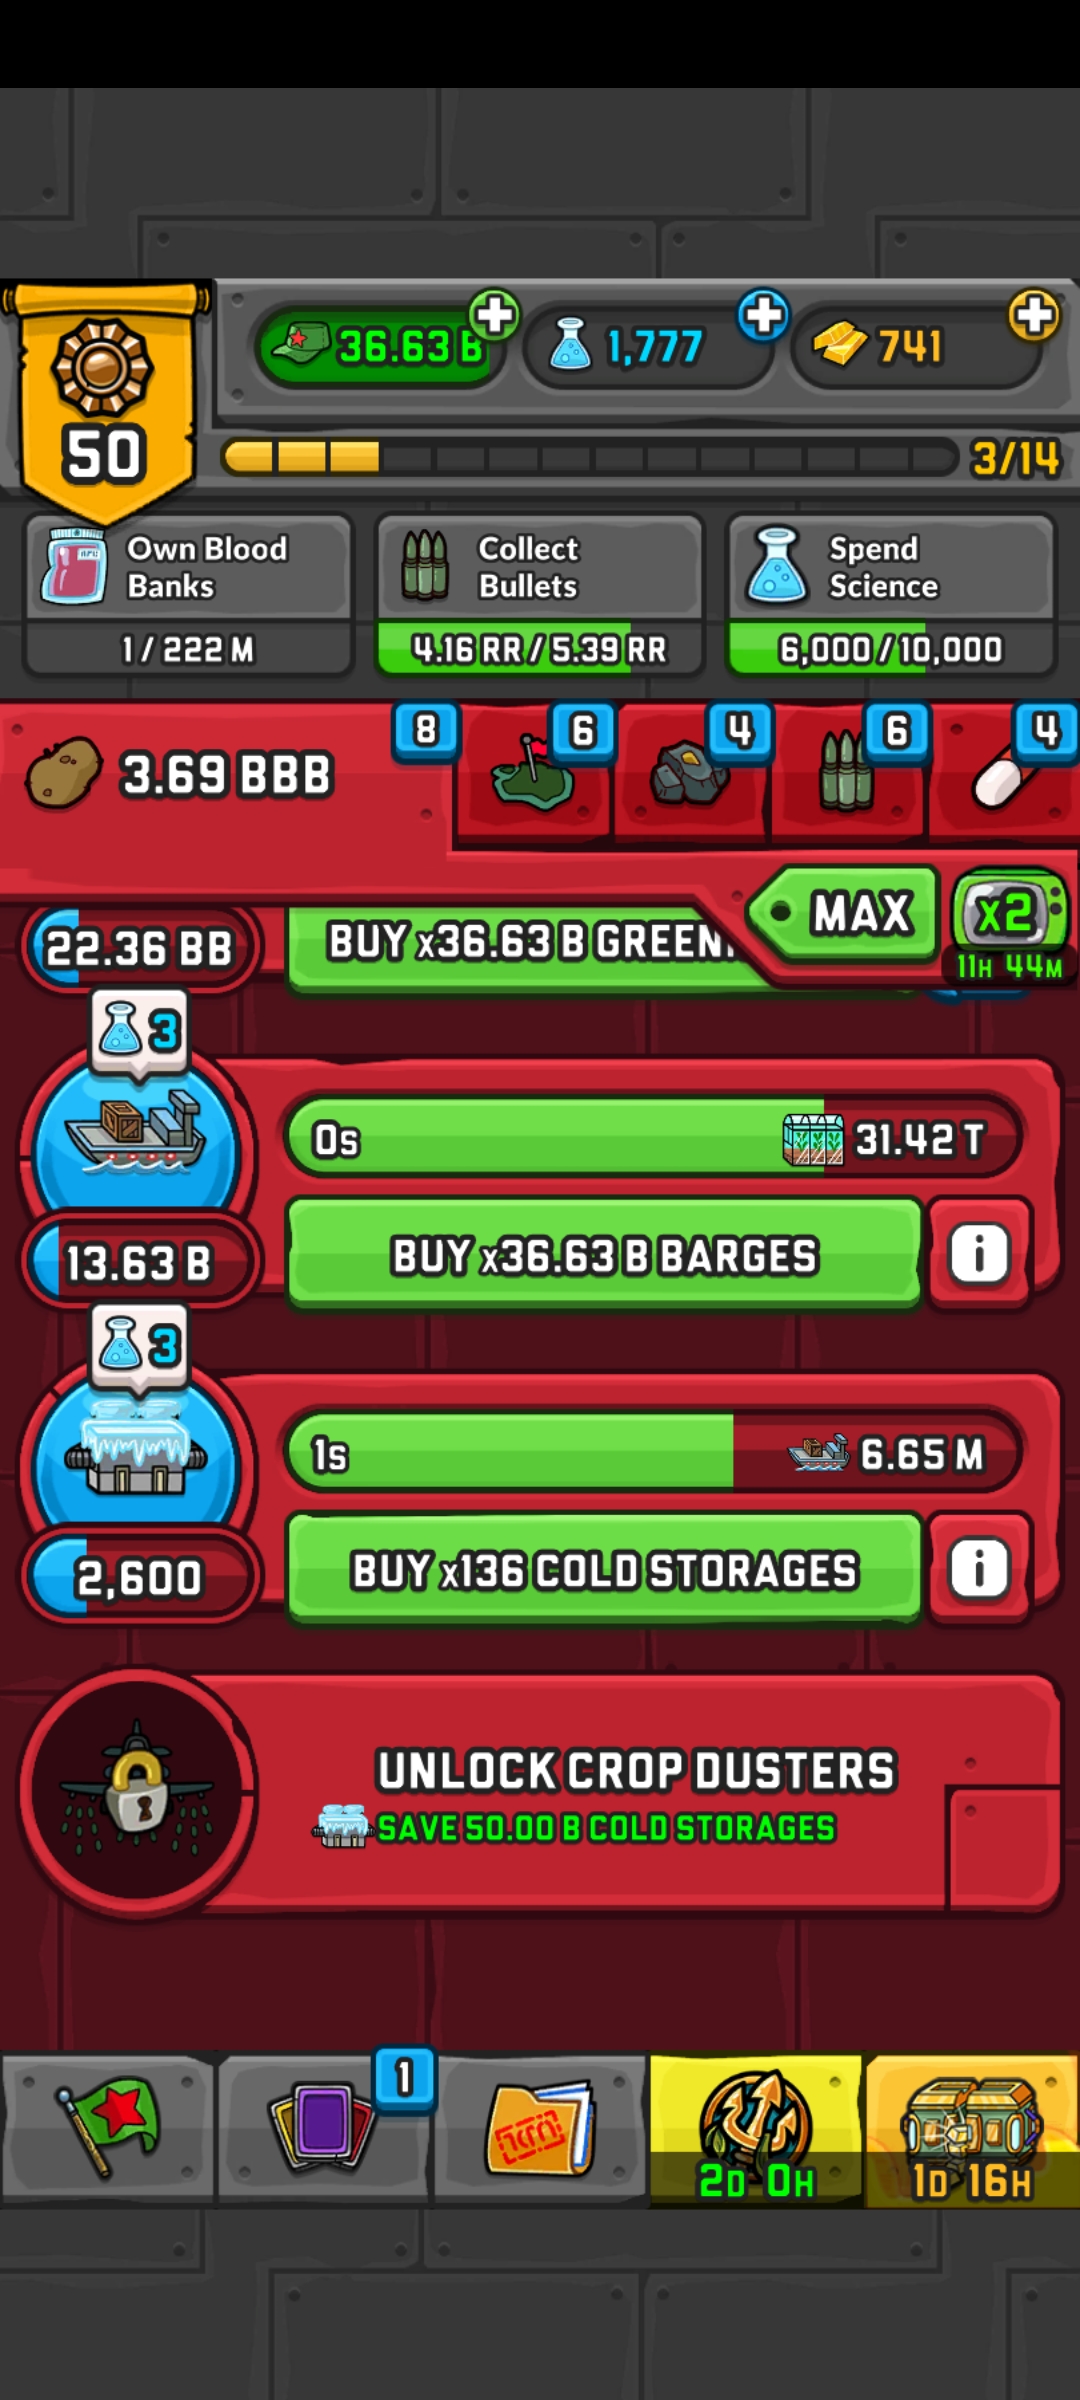 36.63 B
1,777
741
50
3/14
Own Blood
Banks
1 / 222 M
Collect
Bullets
4.16 RR / 5.39 RR
Spend
Science
6,000 / 10,000
3.69 BBB
8
6
4
6
4
MAX
x2
11H 44M
22.36 BB
BUY x36.63 B GREEN
3
0s
31.42 T
13.63 B
BUY x36.63 B BARGES
i
3
1s
6.65 M
2,600
BUY x136 COLD STORAGES
i
UNLOCK CROP DUSTERS
SAVE 50.00 B COLD STORAGES
1
2D 0H
1D 16H